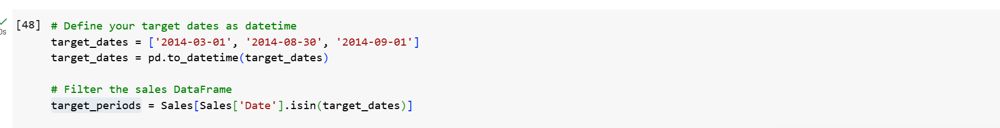 [48] # Define your target dates as datetime
target_dates = ['2014-03-01', '2014-08-30', '2014-09-01']
0s
target_dates = pd.to_datetime(target_dates)
# Filter the sales DataFrame
target_periods = Sales[Sales['Date'].isin(target_dates)]